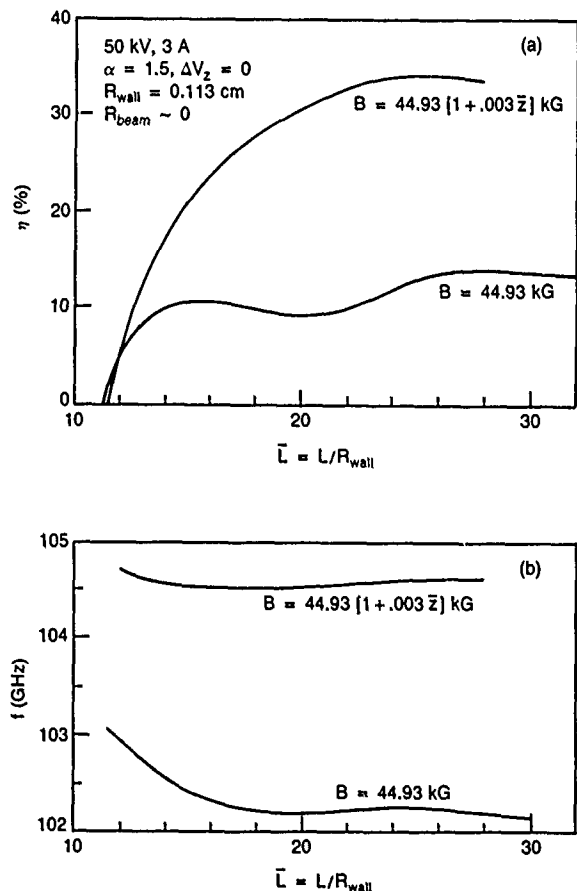 40
30
20
10
0
η (%)
50 kV, 3 A
α = 1.5, ΔV_z = 0
R_wall = 0.113 cm
R_beam ~ 0
(a)
B = 44.93 [1 + .003 z̄] kG
B = 44.93 kG
10
20
30
L̄ = L/R_wall
105
104
103
102
f (GHz)
(b)
B = 44.93 [1 + .003 z̄] kG
B = 44.93 kG
10
20
30
L̄ = L/R_wall